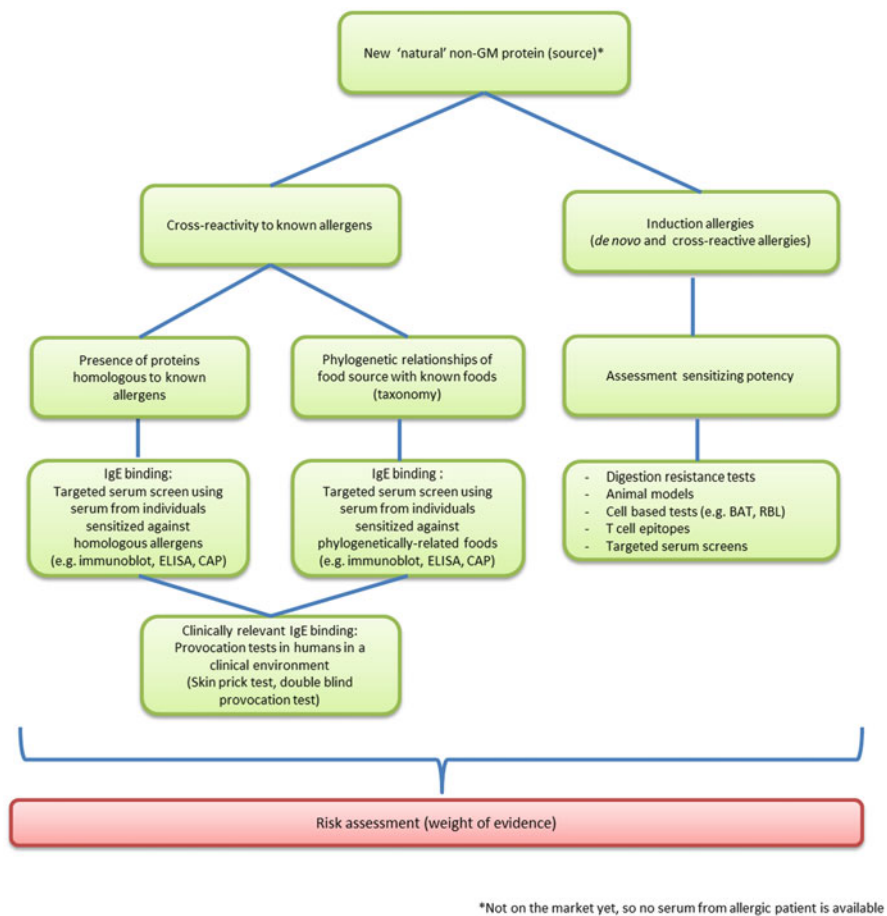 New 'natural' non-GM protein (source)*
Cross-reactivity to known allergens
Induction allergies
(de novo and cross-reactive allergies)
Presence of proteins
homologous to known
allergens
Phylogenetic relationships of
food source with known foods
(taxonomy)
Assessment sensitizing potency
IgE binding:
Targeted serum screen using
serum from individuals
sensitized against
homologous allergens
(e.g. immunoblot, ELISA, CAP)
IgE binding :
Targeted serum screen using
serum from individuals
sensitized against
phylogenetically-related foods
(e.g. immunoblot, ELISA, CAP)
- Digestion resistance tests
- Animal models
- Cell based tests (e.g. BAT, RBL)
- T cell epitopes
- Targeted serum screens
Clinically relevant IgE binding:
Provocation tests in humans in a
clinical environment
(Skin prick test, double blind
provocation test)
Risk assessment (weight of evidence)
*Not on the market yet, so no serum from allergic patient is available